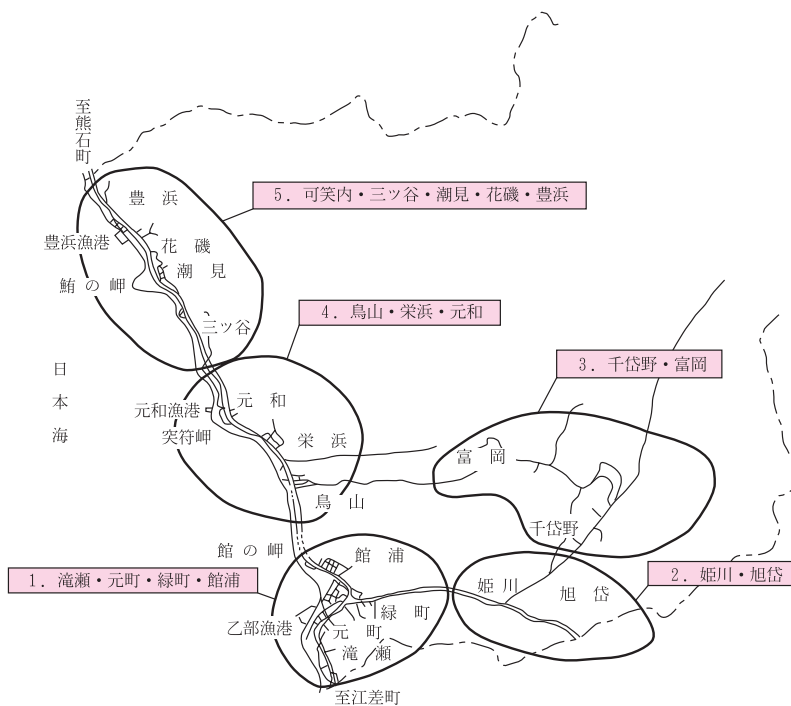 至熊石町
豊浜
5．可笑内・三ツ谷・潮見・花磯・豊浜
豊浜漁港
花磯
潮見
鮪の岬
三ツ谷
4．鳥山・栄浜・元和
3．千岱野・富岡
日本海
元和漁港
元和
突符岬
栄浜
富岡
鳥山
千岱野
館の岬
館浦
1．滝瀬・元町・緑町・館浦
姫川
旭岱
2．姫川・旭岱
緑町
乙部漁港
元町
滝瀬
至江差町